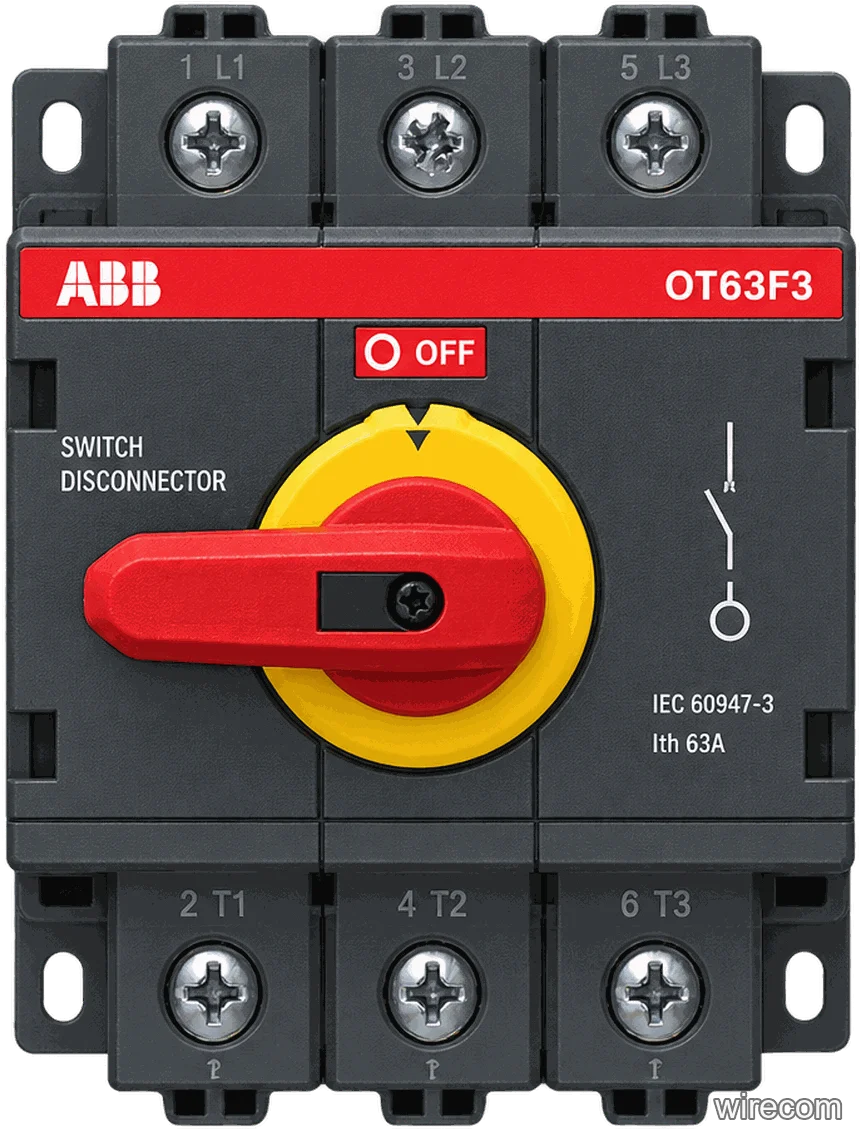 1 L1
3 L2
5 L3
ABB
OT63F3
OFF
SWITCH
DISCONNECTOR
IEC 60947-3
Ith 63A
2 T1
4 T2
6 T3
wirecom